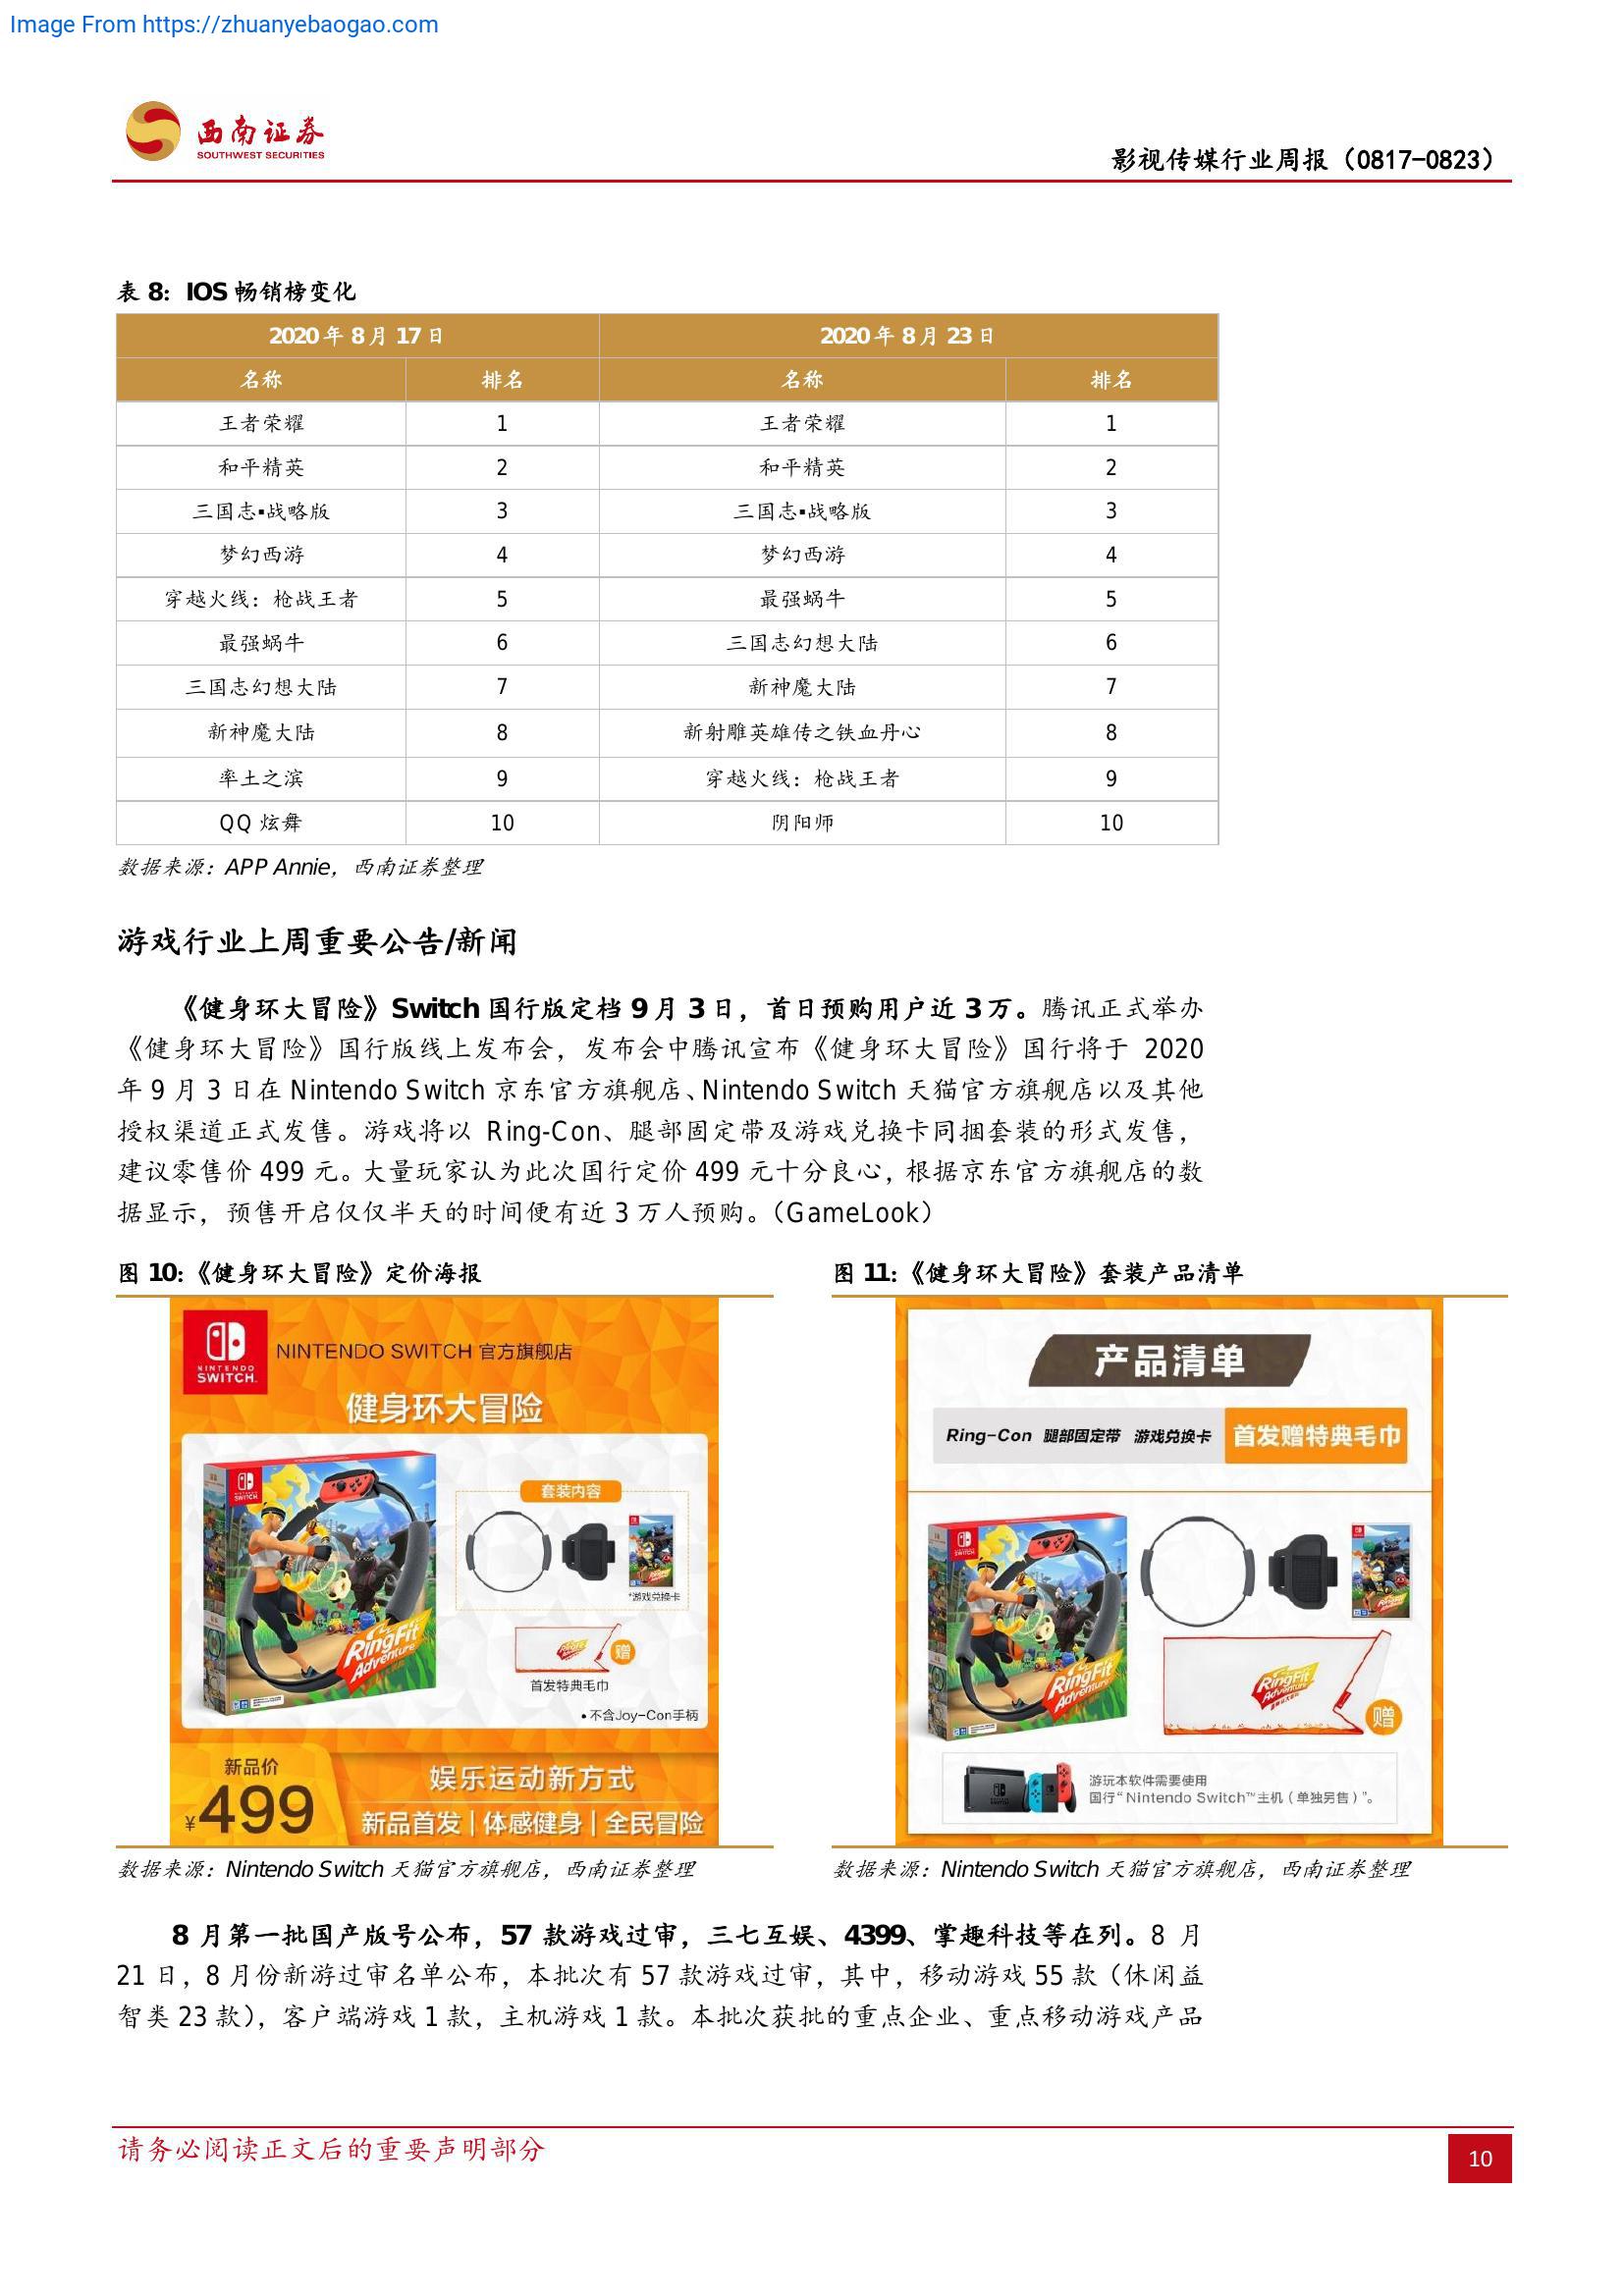 Image From https://zhuanyebaogao.com
西南证券
SOUTHWEST SECURITIES
影视传媒行业周报（0817-0823）
表 8：IOS 畅销榜变化
2020 年 8 月 17 日 2020 年 8 月 23 日
名称 排名 名称 排名
王者荣耀 1 王者荣耀 1
和平精英 2 和平精英 2
三国志▪战略版 3 三国志▪战略版 3
梦幻西游 4 梦幻西游 4
穿越火线：枪战王者 5 最强蜗牛 5
最强蜗牛 6 三国志幻想大陆 6
三国志幻想大陆 7 新神魔大陆 7
新神魔大陆 8 新射雕英雄传之铁血丹心 8
率土之滨 9 穿越火线：枪战王者 9
QQ 炫舞 10 阴阳师 10
数据来源：APP Annie，西南证券整理
游戏行业上周重要公告/新闻
《健身环大冒险》Switch 国行版定档 9 月 3 日，首日预购用户近 3 万。腾讯正式举办
《健身环大冒险》国行版线上发布会，发布会中腾讯宣布《健身环大冒险》国行将于 2020
年 9 月 3 日在 Nintendo Switch 京东官方旗舰店、Nintendo Switch 天猫官方旗舰店以及其他
授权渠道正式发售。游戏将以 Ring-Con、腿部固定带及游戏兑换卡同捆套装的形式发售，
建议零售价 499 元。大量玩家认为此次国行定价 499 元十分良心，根据京东官方旗舰店的数
据显示，预售开启仅仅半天的时间便有近 3 万人预购。（GameLook）
图 10：《健身环大冒险》定价海报
NINTENDO
SWITCH.
NINTENDO SWITCH 官方旗舰店
健身环大冒险
SWITCH
RingFit
Adventure
套装内容
*游戏兑换卡
赠
首发特典毛巾
•不含Joy-Con手柄
新品价
¥499
娱乐运动新方式
新品首发｜体感健身｜全民冒险
数据来源：Nintendo Switch 天猫官方旗舰店，西南证券整理
图 11：《健身环大冒险》套装产品清单
产品清单
Ring-Con 腿部固定带 游戏兑换卡 首发赠特典毛巾
SWITCH
RingFit
Adventure
RingFit
Adventure
赠
游玩本软件需要使用
国行“Nintendo Switch™主机（单独另售）”。
数据来源：Nintendo Switch 天猫官方旗舰店，西南证券整理
8 月第一批国产版号公布，57 款游戏过审，三七互娱、4399、掌趣科技等在列。8 月
21 日，8 月份新游过审名单公布，本批次有 57 款游戏过审，其中，移动游戏 55 款（休闲益
智类 23 款），客户端游戏 1 款，主机游戏 1 款。本批次获批的重点企业、重点移动游戏产品
请务必阅读正文后的重要声明部分
10